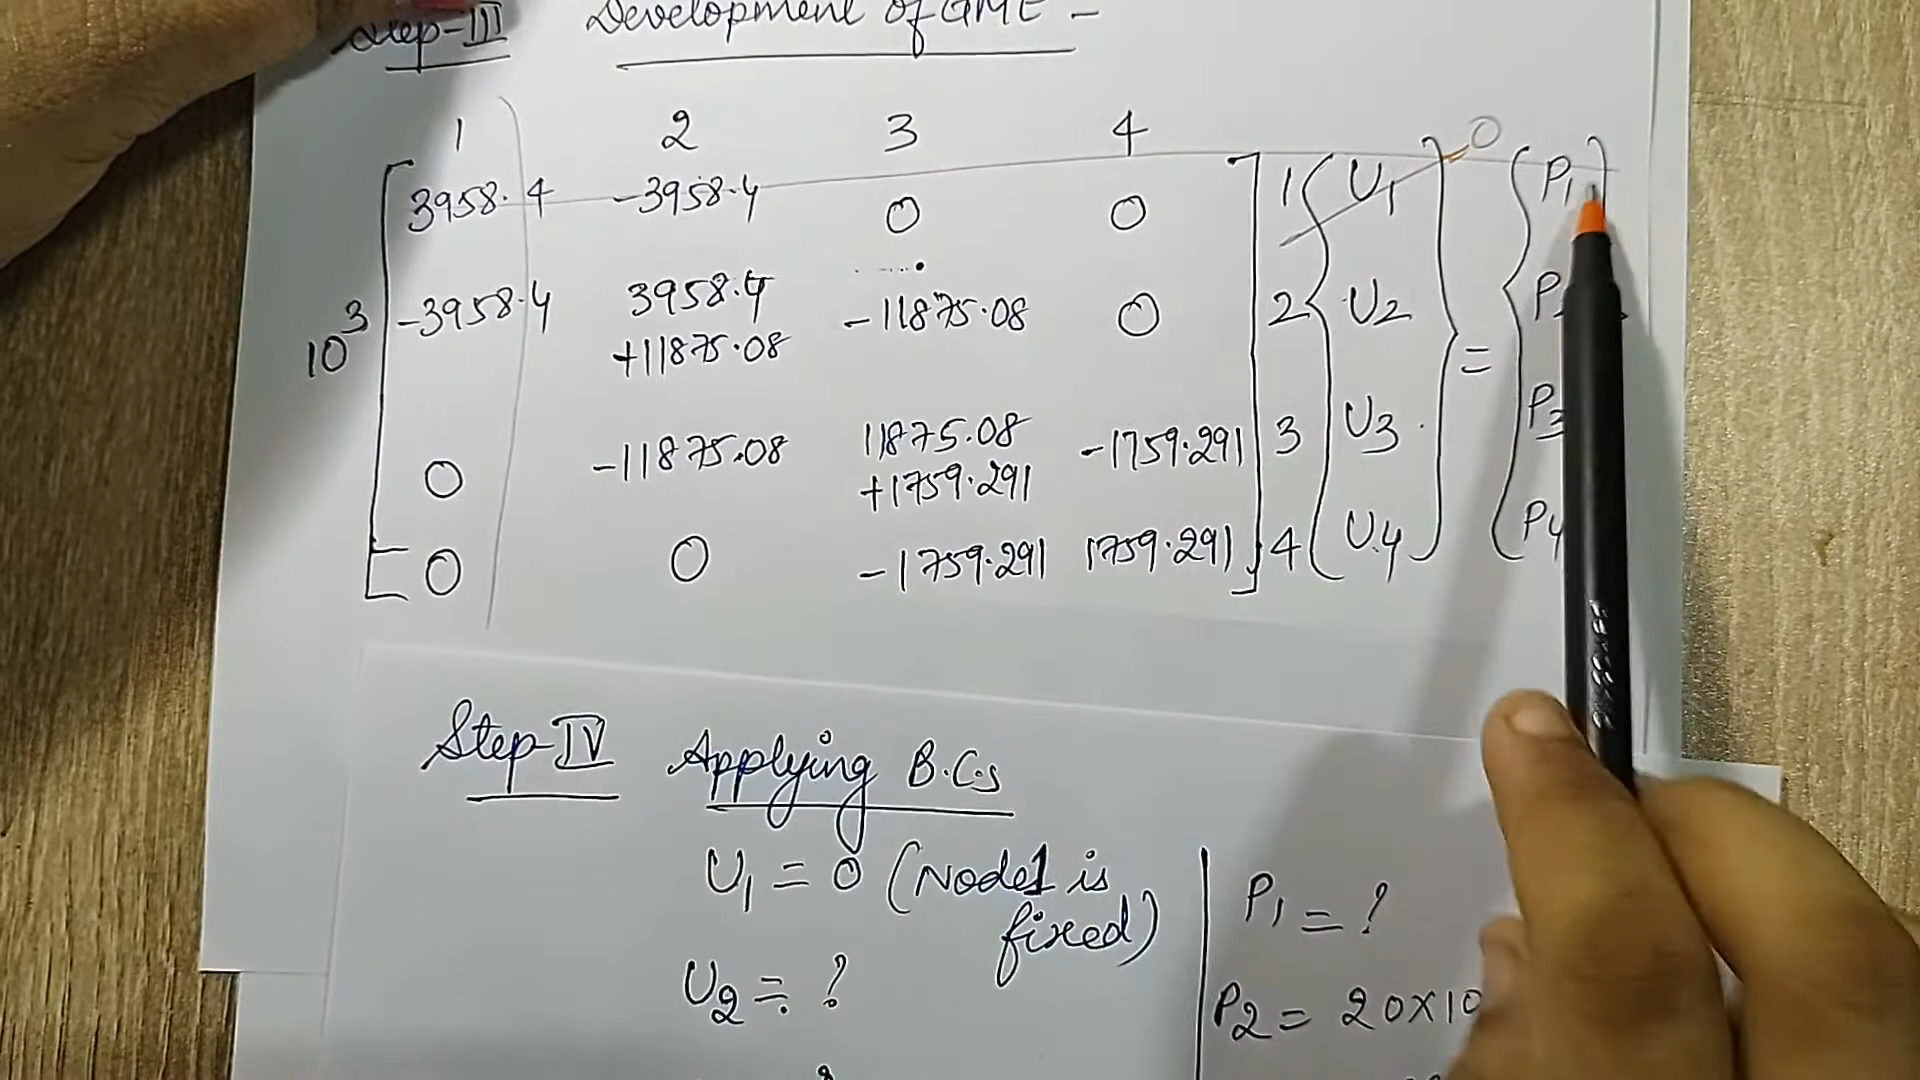 Step-III Development of GME -
1 2 3 4
10³ [ 3958.4 -3958.4 0 0 ] 1 { U₁ } 0 { P₁ }
-3958.4 3958.4 +11875.08 -11875.08 0 2 U₂ = P₂
0 -11875.08 11875.08 +1759.291 -1759.291 3 U₃ P₃
0 0 -1759.291 1759.291 4 U₄ P₄
Step-IV Applying B.C.s
U₁ = 0 (Node 1 is fixed)
U₂ = ?
P₁ = ?
P₂ = 20×10